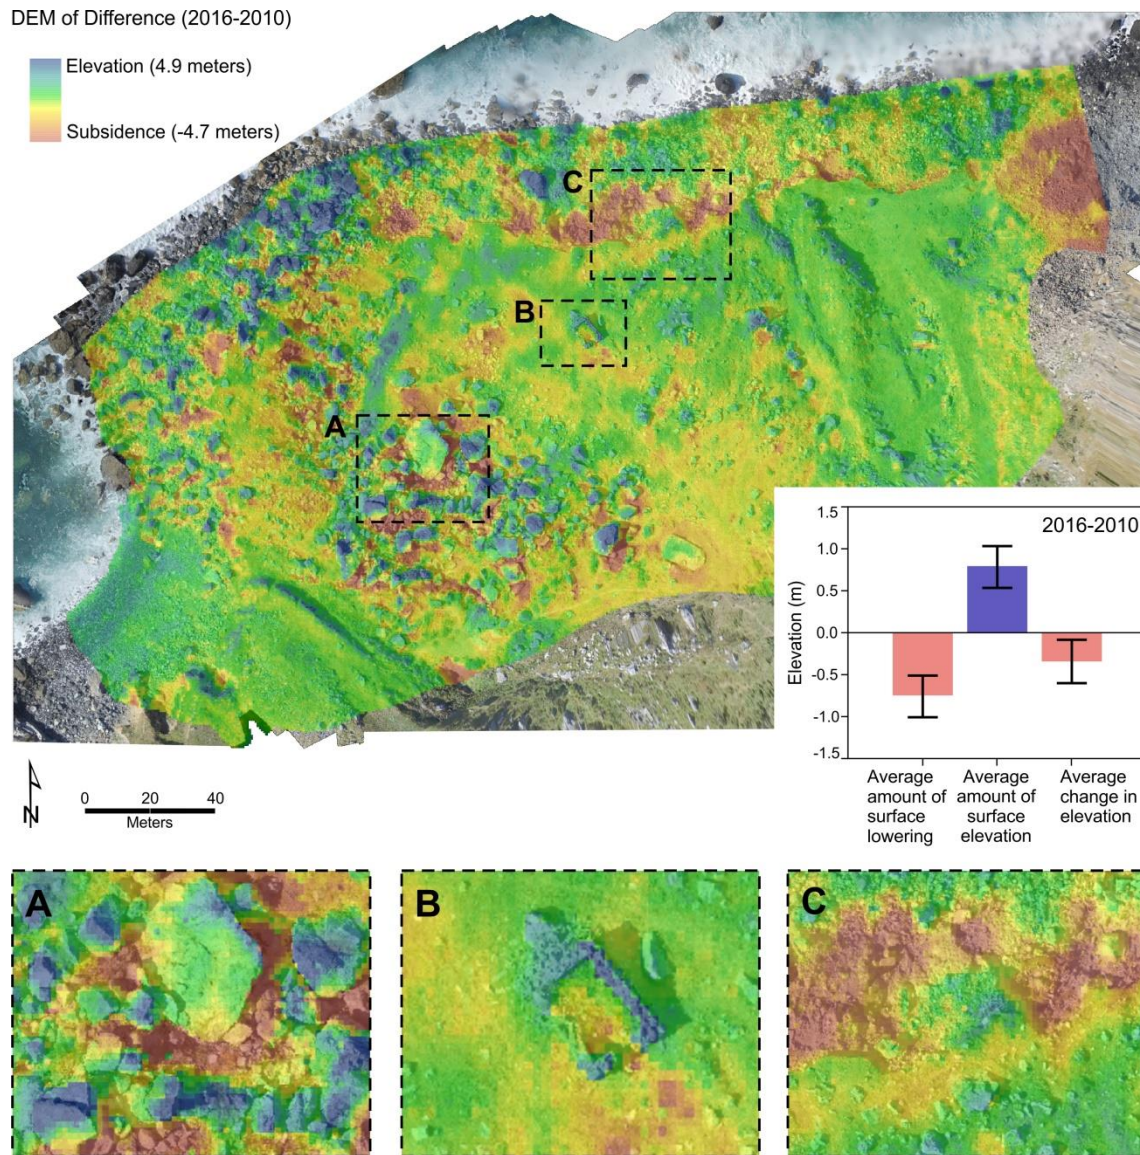 DEM of Difference (2016-2010)
Elevation (4.9 meters)
Subsidence (-4.7 meters)
C
B
A
2016-2010
1.5
1.0
0.5
0.0
-0.5
-1.0
-1.5
Elevation (m)
Average
amount of
surface
lowering
Average
amount of
surface
elevation
Average
change in
elevation
N
0 20 40
Meters
A
B
C